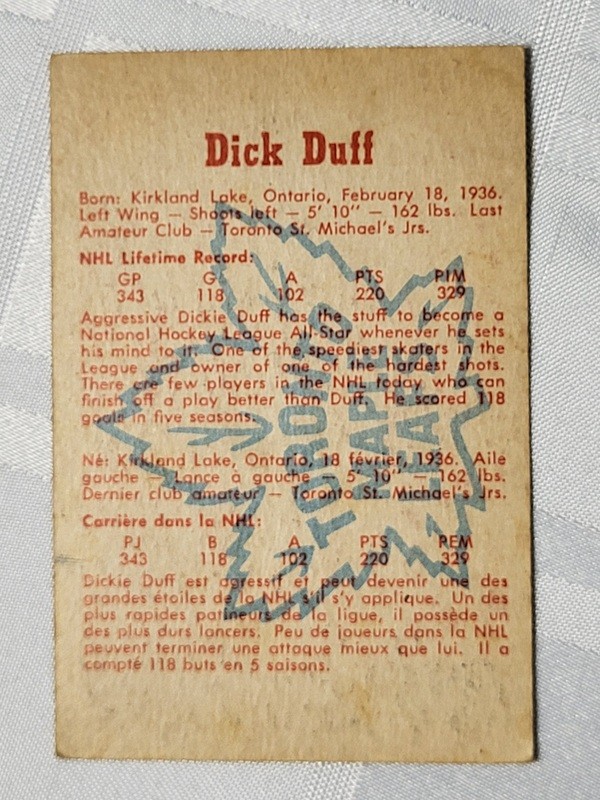 Dick Duff
Born: Kirkland Lake, Ontario, February 18, 1936.
Left Wing — Shoots left — 5' 10" — 162 lbs. Last
Amateur Club — Toronto St. Michael's Jrs.
NHL Lifetime Record:
GP G A PTS PIM
343 118 102 220 329
Aggressive Dickie Duff has the stuff to become a
National Hockey League All-Star whenever he sets
his mind to it. One of the speediest skaters in the
League and owner of one of the hardest shots.
There are few players in the NHL today who can
finish off a play better than Duff. He scored 118
goals in five seasons.
Né: Kirkland Lake, Ontario, 18 février, 1936. Aile
gauche — Lance à gauche — 5' 10" — 162 lbs.
Dernier club amateur — Toronto St. Michael's Jrs.
Carrière dans la NHL:
PJ B A PTS PEM
343 118 102 220 329
Dickie Duff est agressif et peut devenir une des
grandes étoiles de la NHL s'il s'y applique. Un des
plus rapides patineurs de la ligue, il possède un
des plus durs lancers. Peu de joueurs dans la NHL
peuvent terminer une attaque mieux que lui. Il a
compté 118 buts en 5 saisons.
TORONTO
MAPLE
LEAFS